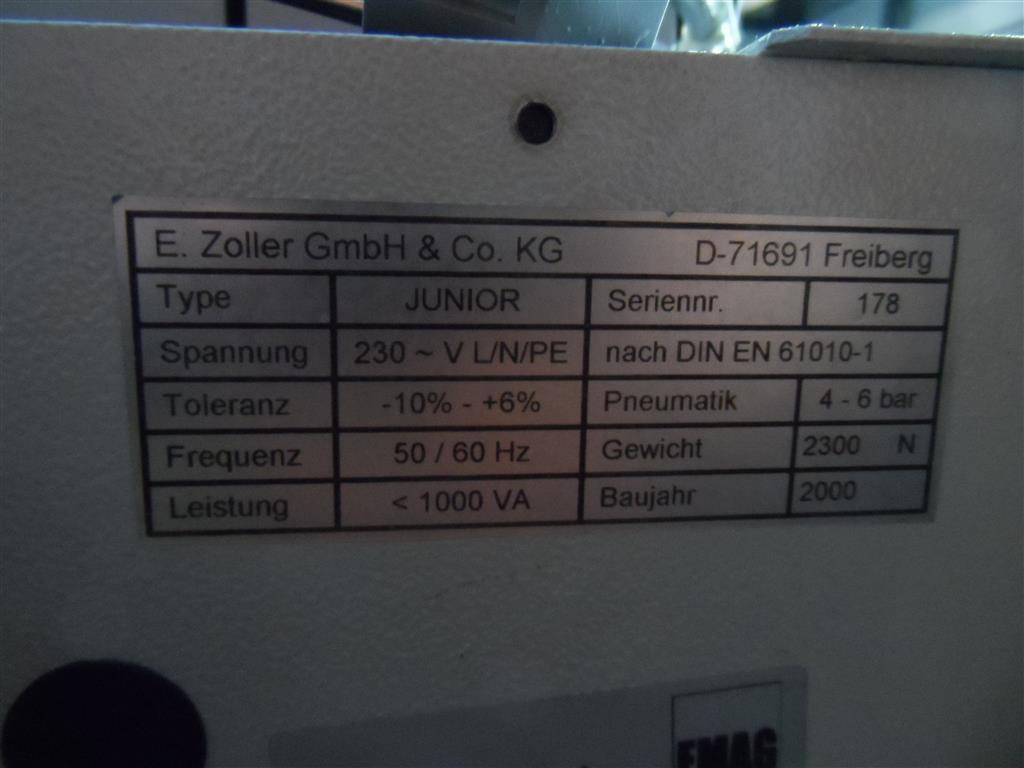 E. Zoller GmbH & Co. KG D-71691 Freiberg
Type JUNIOR Seriennr. 178
Spannung 230 ~ V L/N/PE nach DIN EN 61010-1
Toleranz -10% - +6% Pneumatik 4 - 6 bar
Frequenz 50 / 60 Hz Gewicht 2300 N
Leistung < 1000 VA Baujahr 2000
EMAG